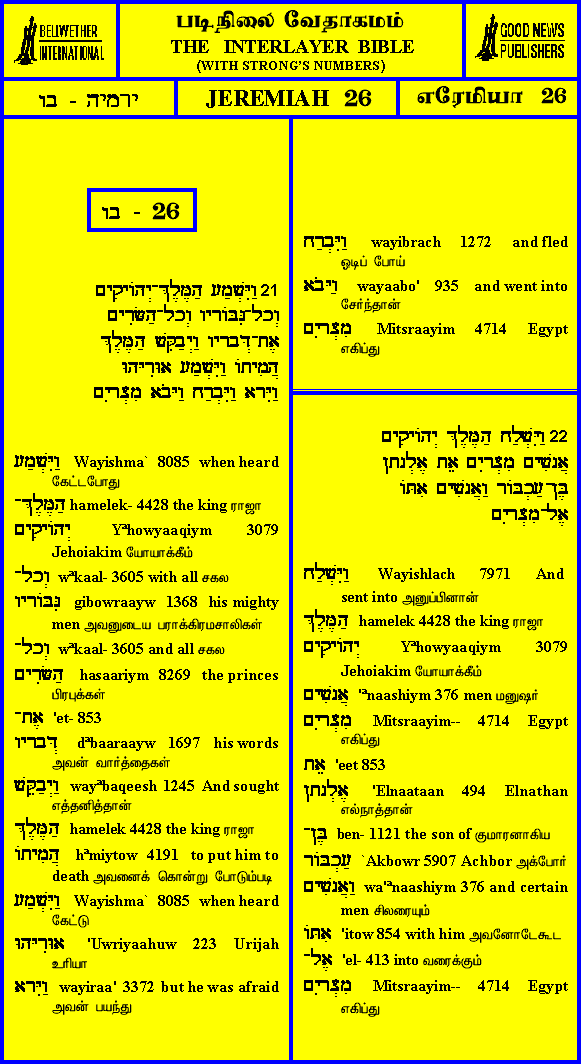 BELLWETHER
INTERNATIONAL
படிநிலை வேதாகமம்
THE INTERLAYER BIBLE
(WITH STRONG'S NUMBERS)
GOOD NEWS
PUBLISHERS
ירמיה - בו
JEREMIAH 26
எரேமியா 26
בו - 26
21 וַיִּשְׁמַע הַמֶּלֶךְ־יְהוֹיָקִים
וְכָל־גִּבּוֹרָיו וְכָל־הַשָּׂרִים
אֶת־דְּבָרָיו וַיְבַקֵּשׁ הַמֶּלֶךְ
הֲמִיתוֹ וַיִּשְׁמַע אוּרִיָּהוּ
וַיִּרָא וַיִּבְרַח וַיָּבֹא מִצְרָיִם
וַיִּשְׁמַע Wayishma` 8085 when heard
கேட்டபோது
הַמֶּלֶךְ־ hamelek- 4428 the king ராஜா
יְהוֹיָקִים Yªhowyaaqiym 3079
Jehoiakim யோயாக்கீம்
וְכָל־ wªkaal- 3605 with all சகல
גִּבּוֹרָיו gibowraayw 1368 his mighty
men அவனுடைய பராக்கிரமசாலிகள்
וְכָל־ wªkaal- 3605 and all சகல
הַשָּׂרִים hasaariym 8269 the princes
பிரபுக்கள்
אֶת־ 'et- 853
דְּבָרָיו dªbaaraayw 1697 his words
அவன் வார்த்தைகள்
וַיְבַקֵּשׁ wayªbaqeesh 1245 And sought
எத்தனித்தான்
הַמֶּלֶךְ hamelek 4428 the king ராஜா
הֲמִיתוֹ hªmiytow 4191 to put him to
death அவனைக் கொன்று போடும்படி
וַיִּשְׁמַע Wayishma` 8085 when heard
கேட்டு
אוּרִיָּהוּ 'Uwriyaahuw 223 Urijah
உரியா
וַיִּרָא wayiraa' 3372 but he was afraid
அவன் பயந்து
וַיִּבְרַח wayibrach 1272 and fled
ஓடிப் போய்
וַיָּבֹא wayaabo' 935 and went into
சேர்ந்தான்
מִצְרָיִם Mitsraayim 4714 Egypt
எகிப்து
22 וַיִּשְׁלַח הַמֶּלֶךְ יְהוֹיָקִים
אֲנָשִׁים מִצְרָיִם אֵת אֶלְנָתָן
בֶּן־עַכְבּוֹר וַאֲנָשִׁים אִתּוֹ
אֶל־מִצְרָיִם
וַיִּשְׁלַח Wayishlach 7971 And
sent into அனுப்பினான்
הַמֶּלֶךְ hamelek 4428 the king ராஜா
יְהוֹיָקִים Yªhowyaaqiym 3079
Jehoiakim யோயாக்கீம்
אֲנָשִׁים 'ªnaashiym 376 men மனுஷர்
מִצְרָיִם Mitsraayim-- 4714 Egypt
எகிப்து
אֵת 'eet 853
אֶלְנָתָן 'Elnaataan 494 Elnathan
எல்நாத்தான்
בֶּן־ ben- 1121 the son of குமாரனாகிய
עַכְבּוֹר `Akbowr 5907 Achbor அக்போர்
וַאֲנָשִׁים wa'ªnaashiym 376 and certain
men சிலரையும்
אִתּוֹ 'itow 854 with him அவனோடேகூட
אֶל־ 'el- 413 into வரைக்கும்
מִצְרָיִם Mitsraayim-- 4714 Egypt
எகிப்து